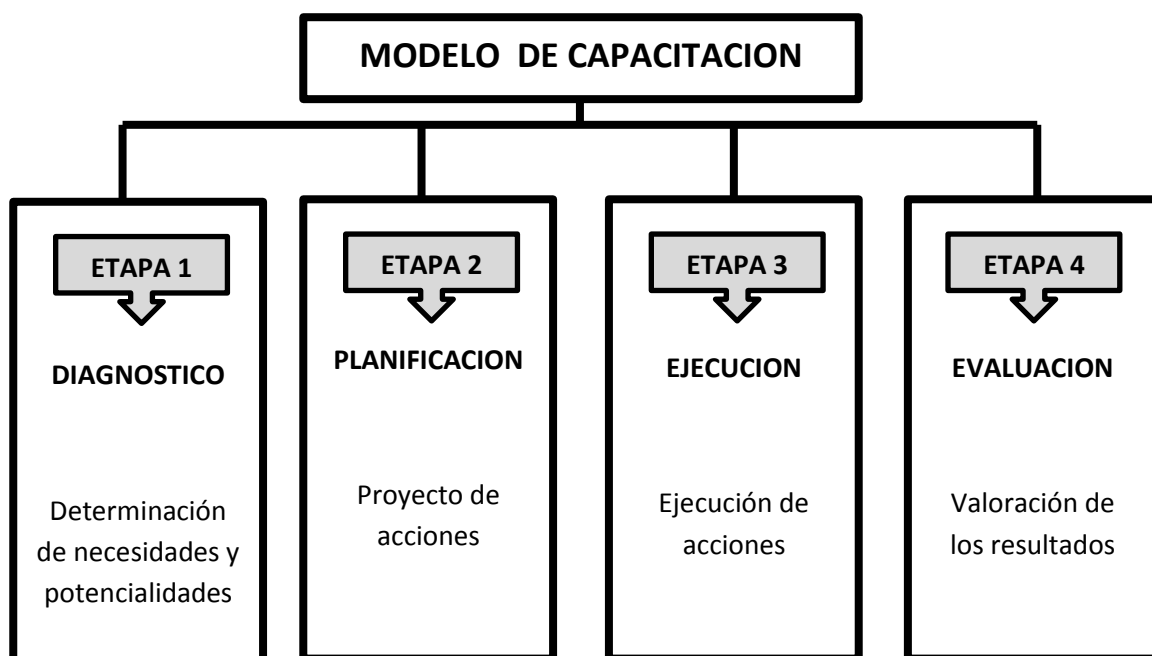 MODELO DE CAPACITACION
ETAPA 1
DIAGNOSTICO
Determinación
de necesidades y
potencialidades
ETAPA 2
PLANIFICACION
Proyecto de
acciones
ETAPA 3
EJECUCION
Ejecución de
acciones
ETAPA 4
EVALUACION
Valoración de
los resultados